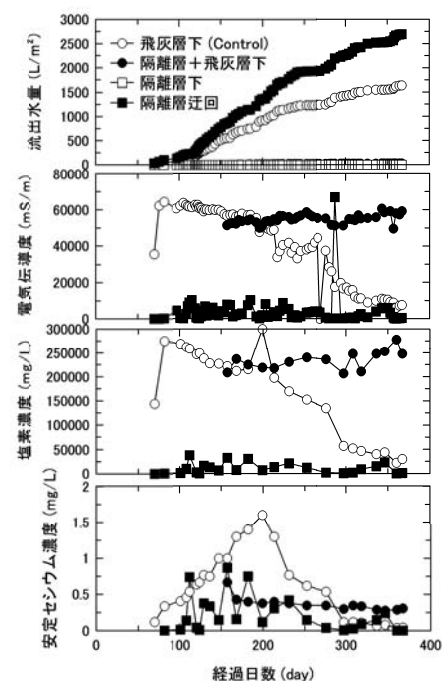 流出水量 (L/m²)
3000
2500
2000
1500
1000
500
0
飛灰層下 (Control)
隔離層＋飛灰層下
隔離層下
隔離層迂回
電気伝導度 (mS/m)
80000
60000
40000
20000
0
塩素濃度 (mg/L)
300000
250000
200000
150000
100000
50000
0
安定セシウム濃度 (mg/L)
2
1.5
1
0.5
0
0 100 200 300 400
経過日数 (day)